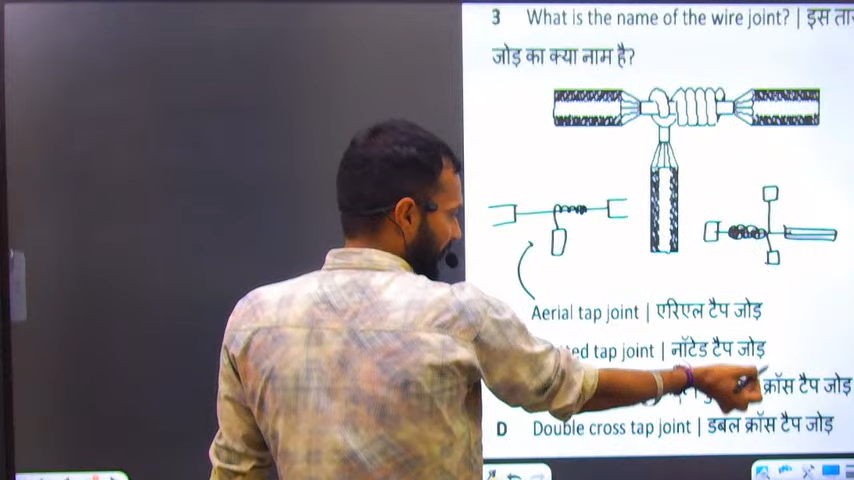 3 What is the name of the wire joint? | इस
जोड़ का क्या नाम है?
Aerial tap joint | एरिएल टैप जोड़
tap joint | नॉटेड टैप जोड़
क्रॉस टैप जोड़
D Double cross tap joint | डबल क्रॉस टैप जोड़